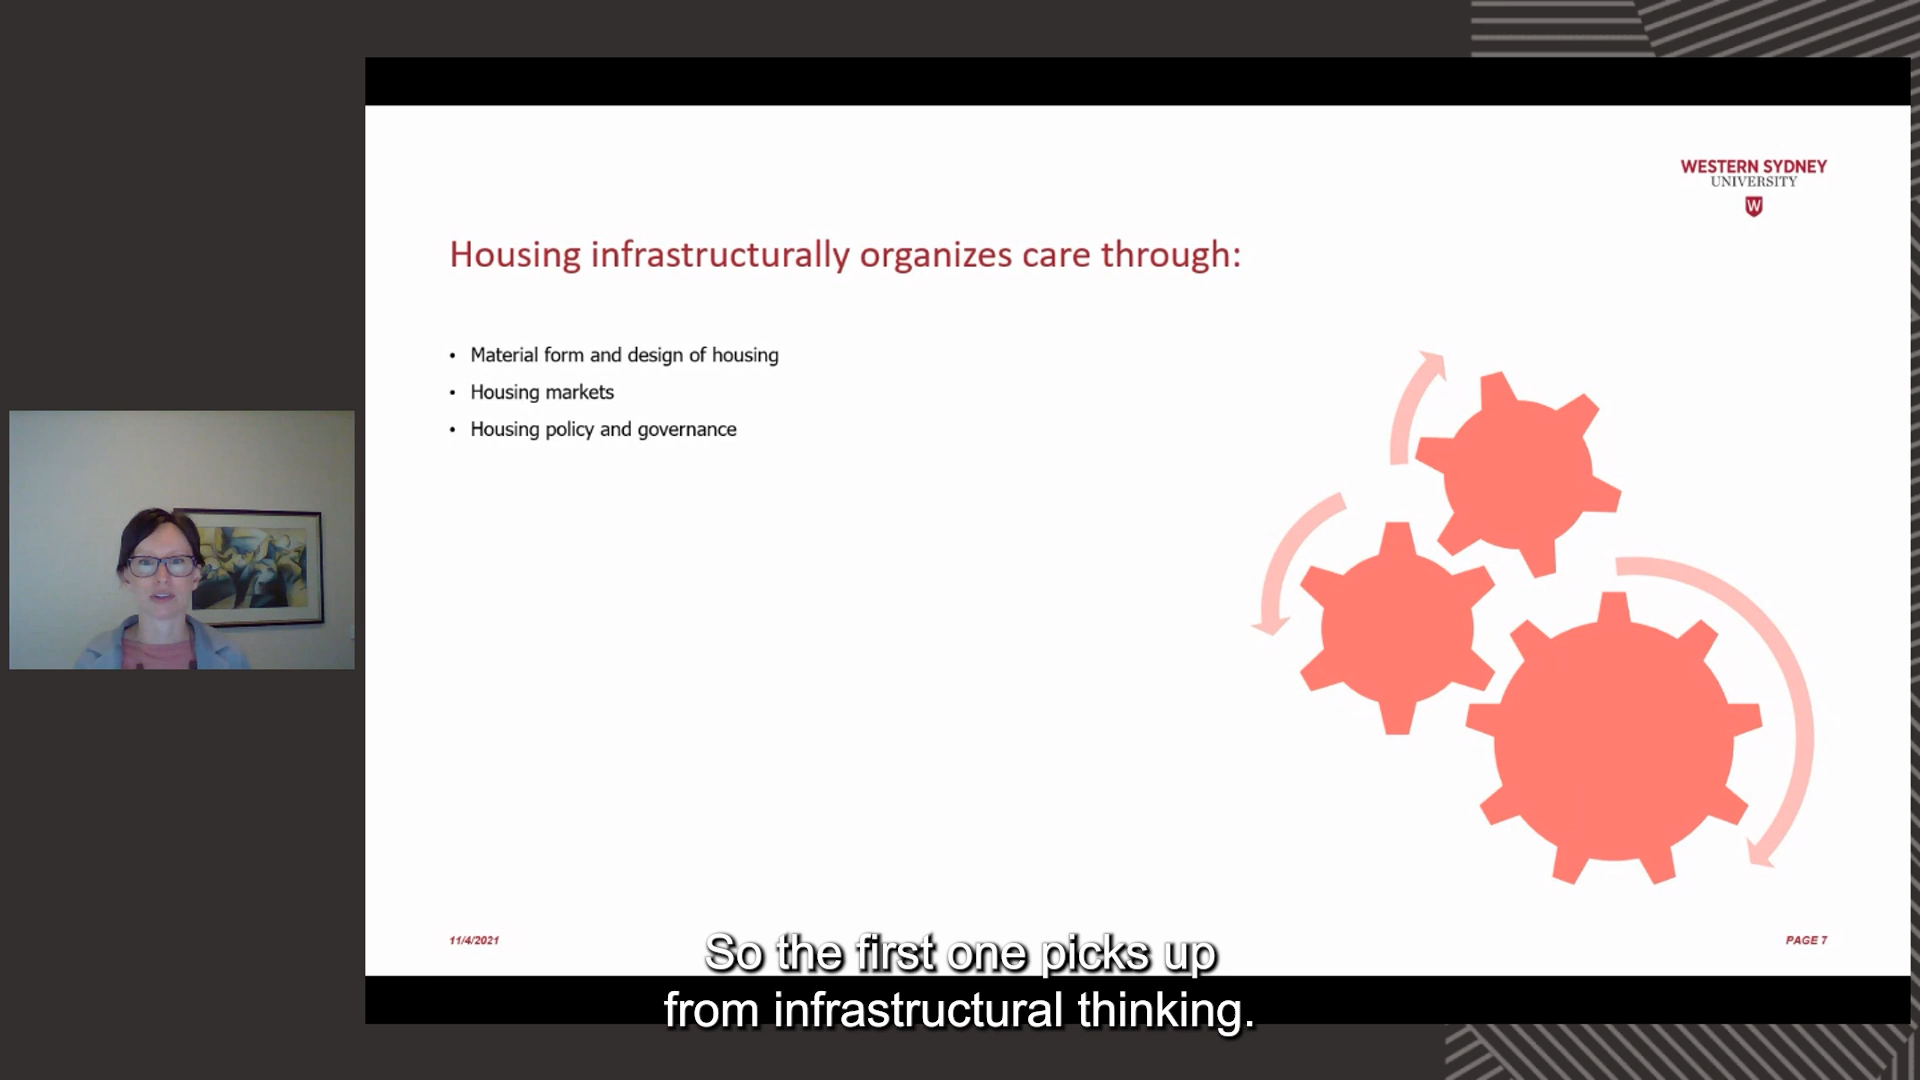 WESTERN SYDNEY
UNIVERSITY
W
Housing infrastructurally organizes care through:
• Material form and design of housing
• Housing markets
• Housing policy and governance
11/4/2021
PAGE 7
So the first one picks up
from infrastructural thinking.